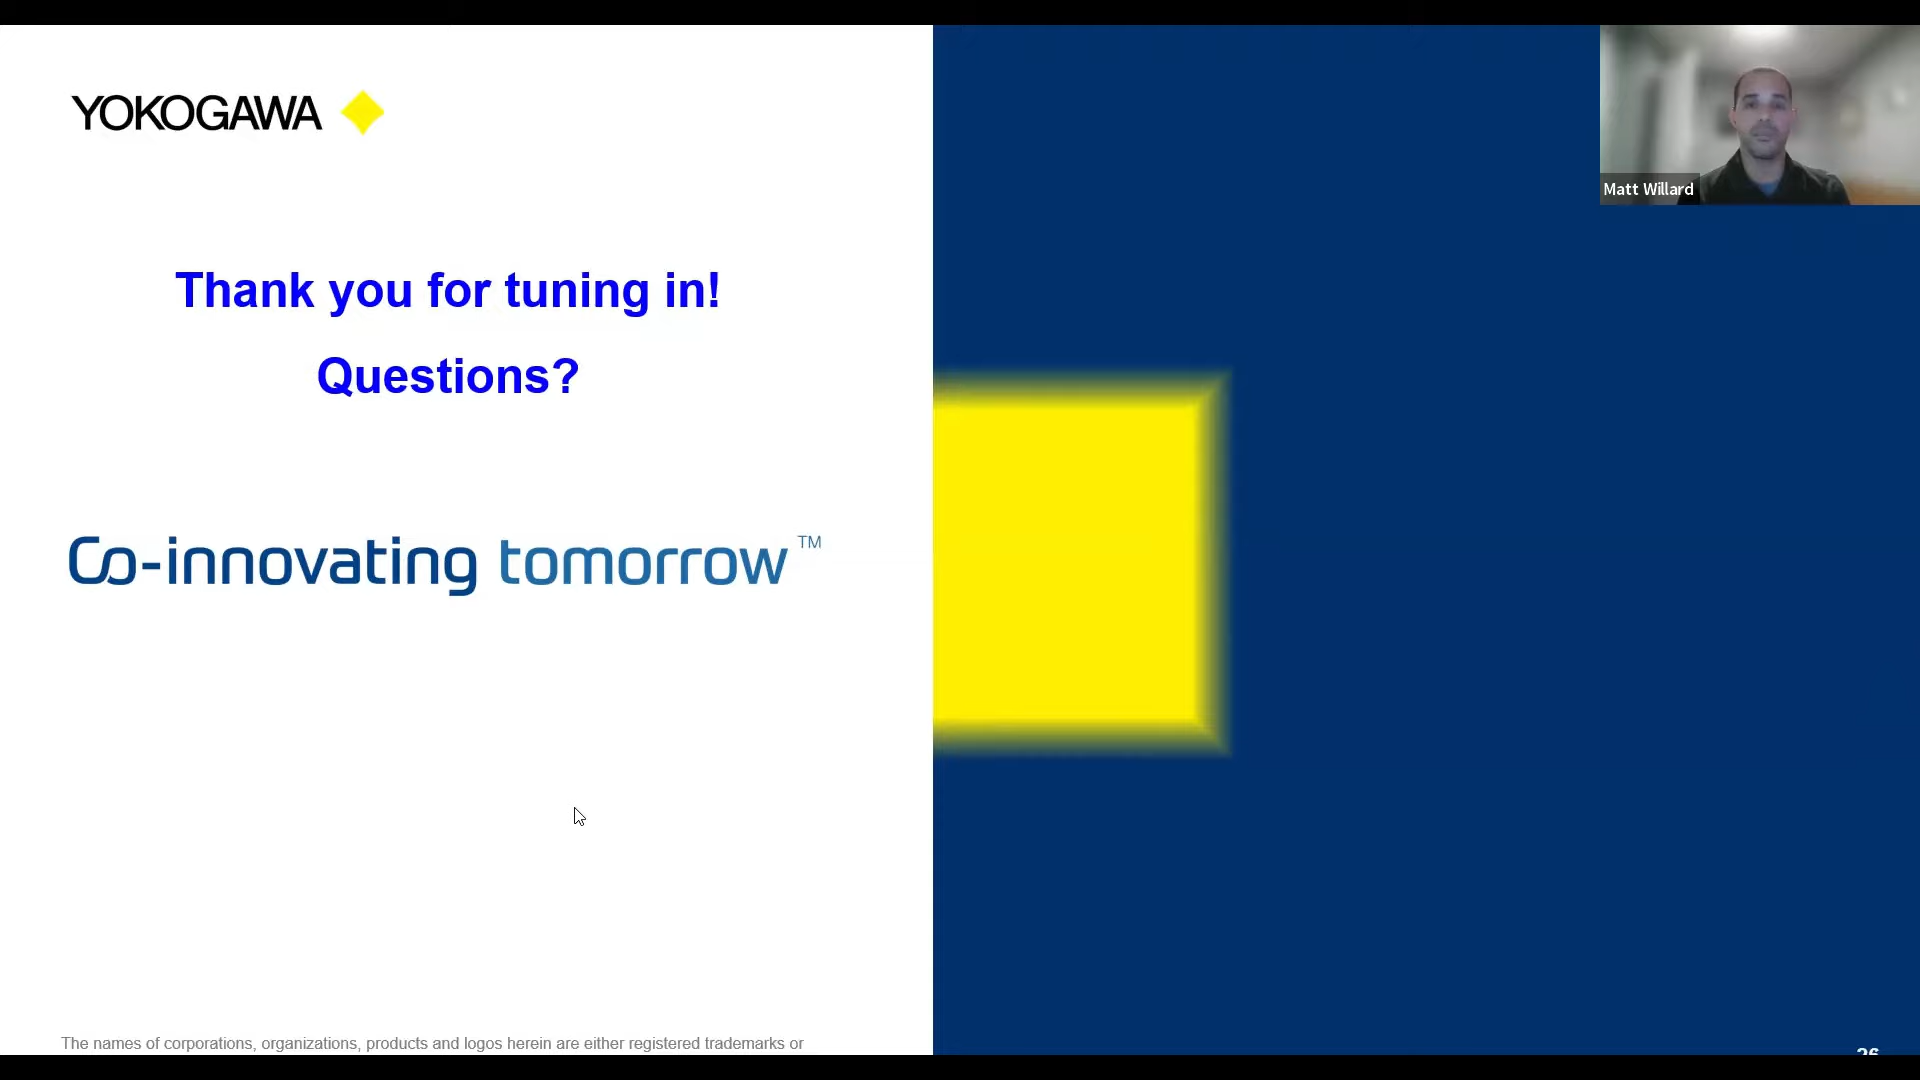 YOKOGAWA
Matt Willard
Thank you for tuning in!
Questions?
Co-innovating tomorrow™
The names of corporations, organizations, products and logos herein are either registered trademarks or
26